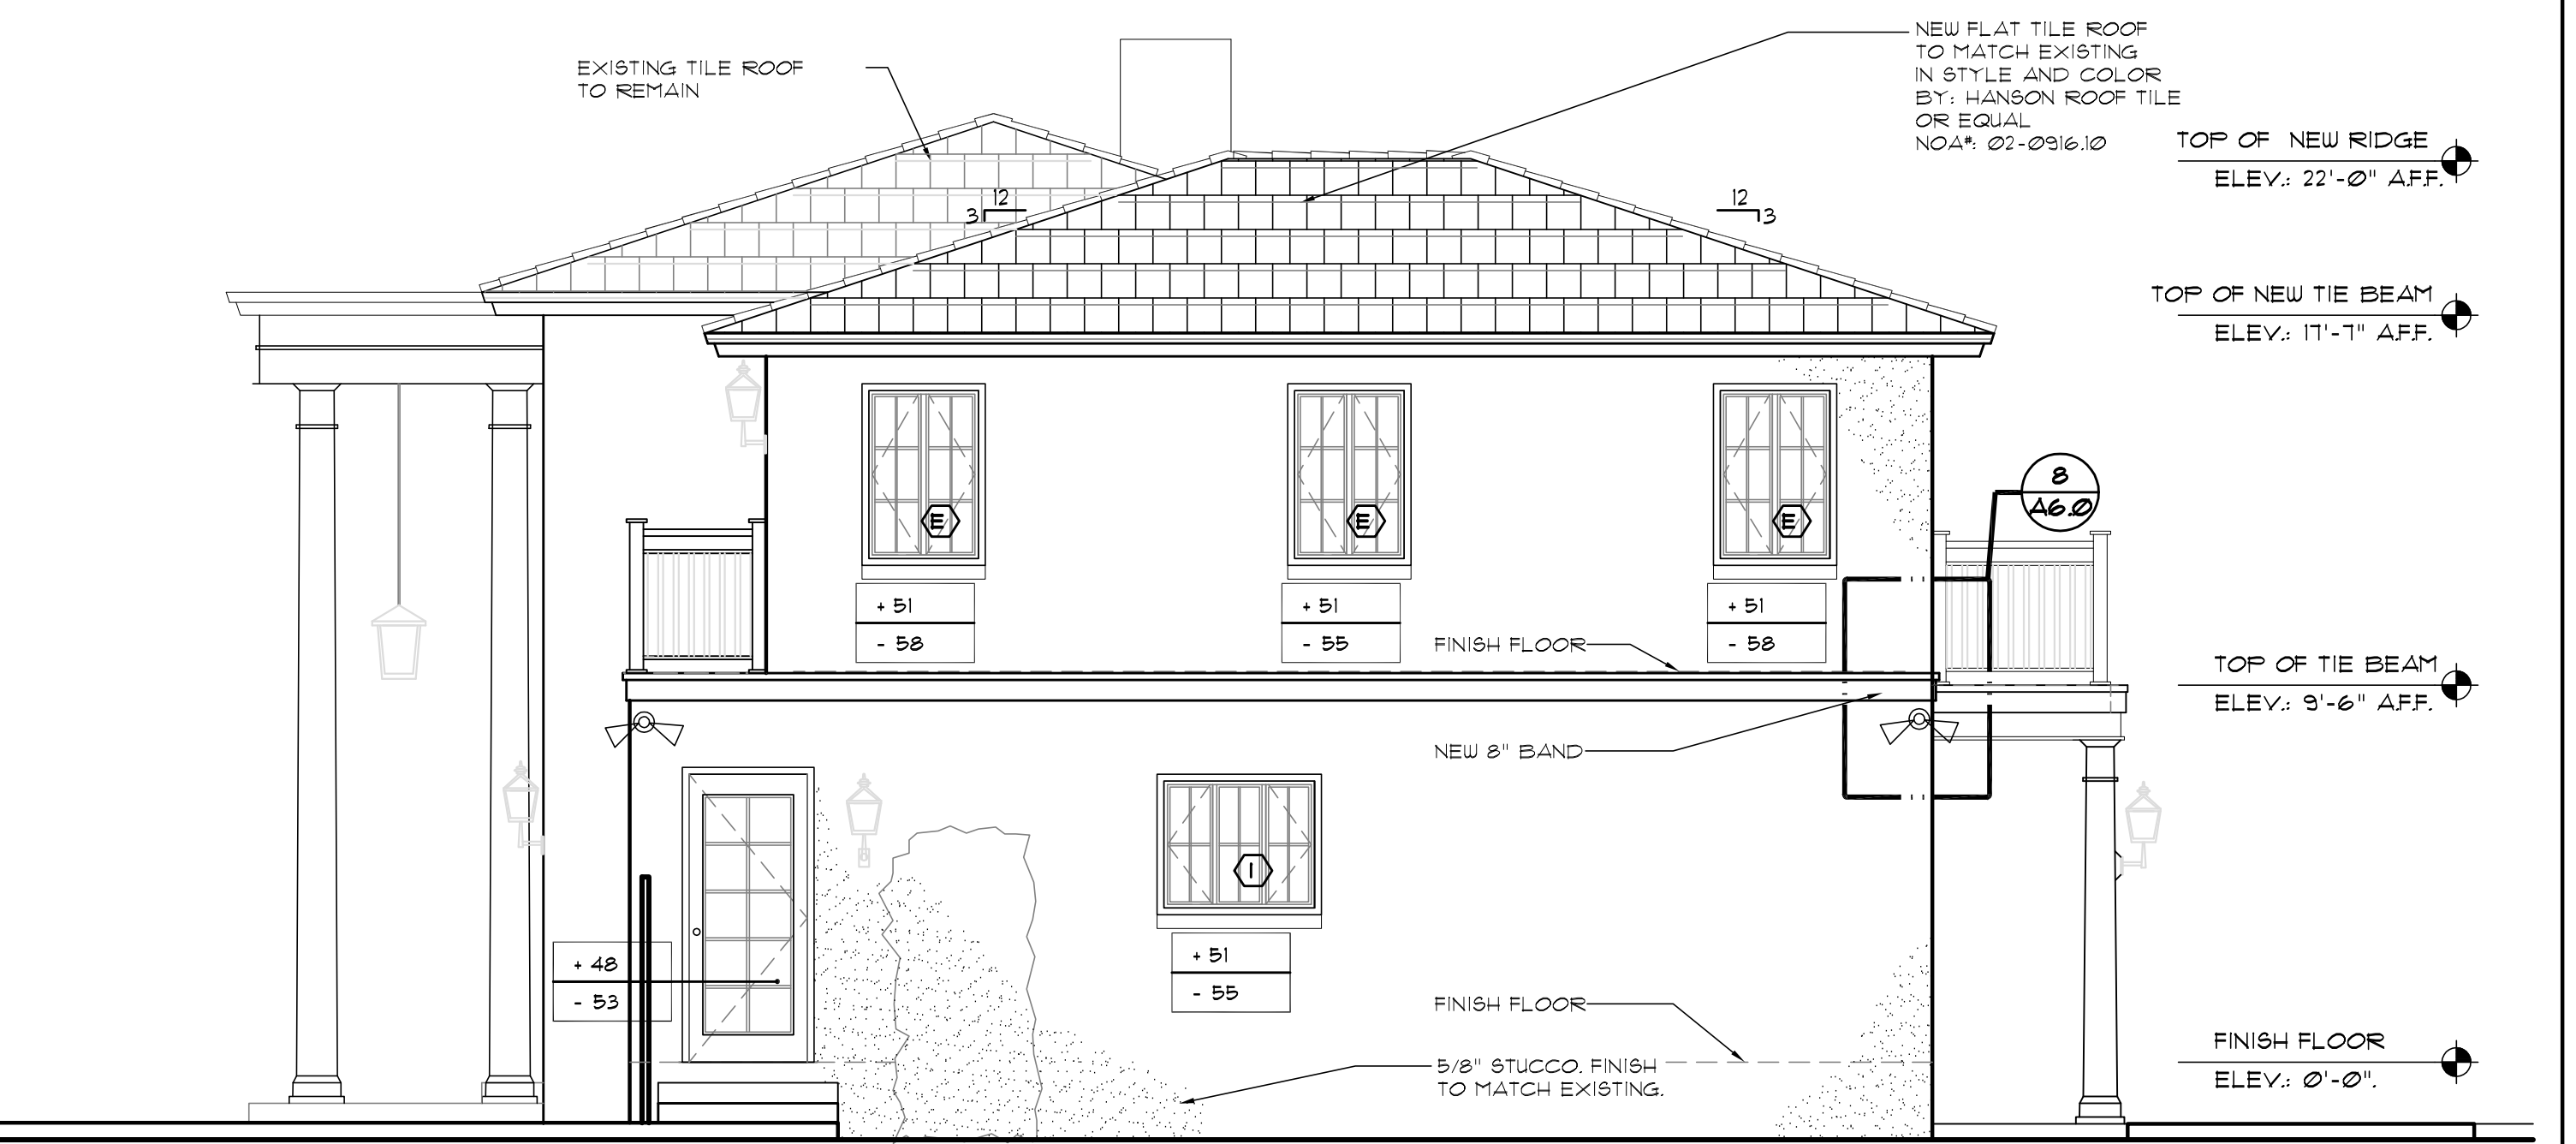 EXISTING TILE ROOF
TO REMAIN
NEW FLAT TILE ROOF
TO MATCH EXISTING
IN STYLE AND COLOR
BY: HANSON ROOF TILE
OR EQUAL
NOA#: 02-0916.10
TOP OF NEW RIDGE
ELEV.: 22'-0" A.F.F.
12
3
12
3
TOP OF NEW TIE BEAM
ELEV.: 17'-7" A.F.F.
8
A6.0
E
E
E
+ 51
- 58
+ 51
- 55
+ 51
- 58
FINISH FLOOR
TOP OF TIE BEAM
ELEV.: 9'-6" A.F.F.
NEW 8" BAND
I
+ 48
- 53
+ 51
- 55
FINISH FLOOR
FINISH FLOOR
ELEV.: 0'-0".
5/8" STUCCO. FINISH
TO MATCH EXISTING.